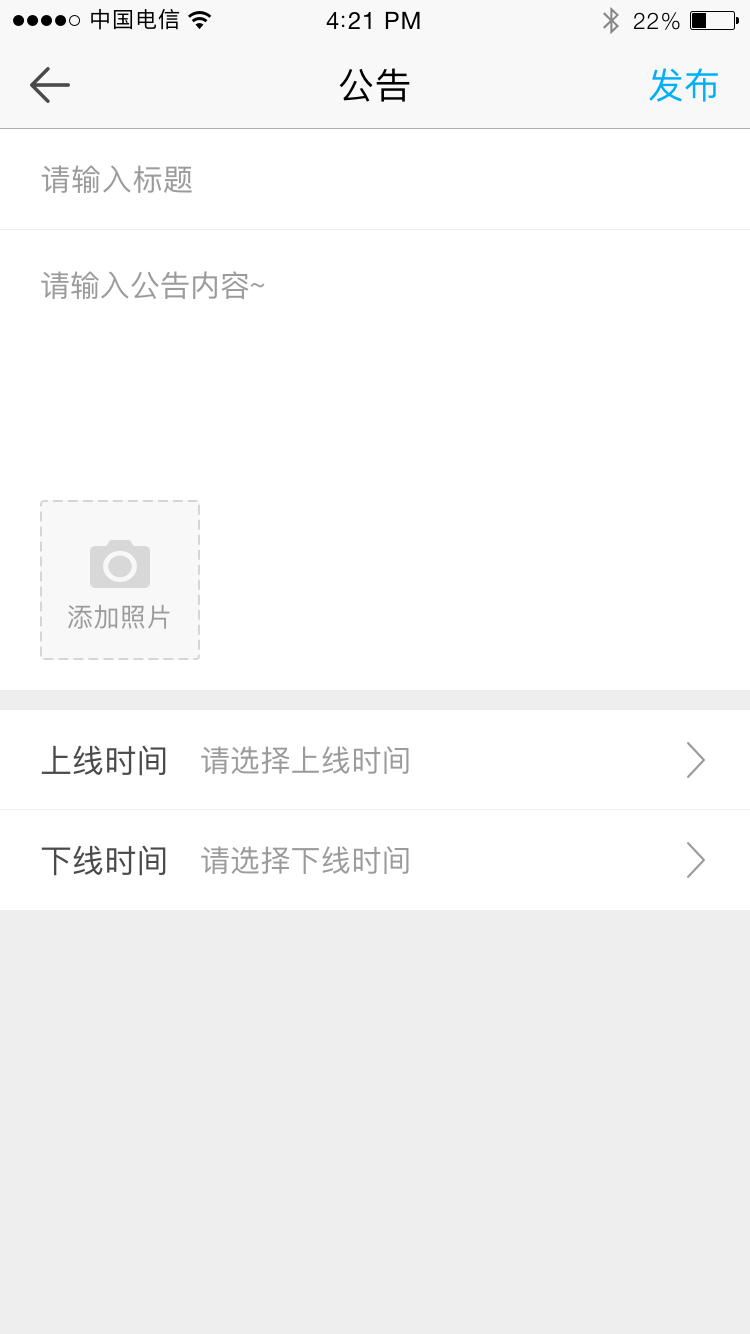 中国电信 4:21 PM 22%
公告 发布
请输入标题
请输入公告内容~
添加照片
上线时间 请选择上线时间
下线时间 请选择下线时间